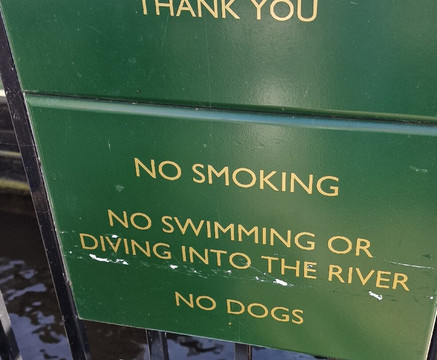 THANK YOU
NO SMOKING
NO SWIMMING OR
DIVING INTO THE RIVER
NO DOGS